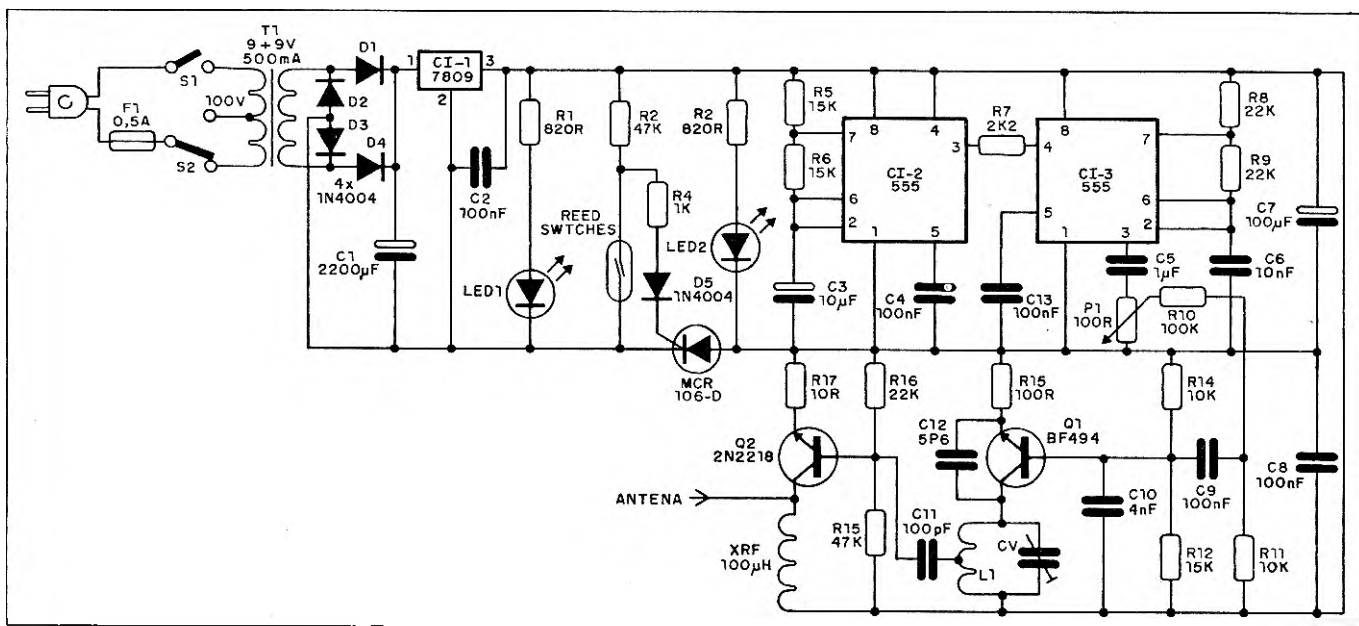 T1
9+9V
500mA
S1
100V
F1
0,5A
S2
D1
D2
D3
D4
4x
1N4004
1
CI-1
7809
3
2
C1
2200µF
C2
100nF
R1
820R
LED1
R2
47K
REED
SWTCHES
R4
1K
D5
1N4004
MCR
106-D
R2
820R
LED2
R5
15K
R6
15K
C3
10µF
7
8
4
6
2
3
1
5
CI-2
555
C4
100nF
R7
2K2
8
4
7
5
6
2
1
3
CI-3
555
C13
100nF
R8
22K
R9
22K
C5
1µF
P1
100R
R10
100K
C6
10nF
C7
100µF
R17
10R
R16
22K
Q2
2N2218
ANTENA
XRF
100µH
R15
47K
C11
100pF
C12
5P6
R15
100R
Q1
BF494
L1
CV
C10
4nF
R14
10K
C9
100nF
R12
15K
R11
10K
C8
100nF